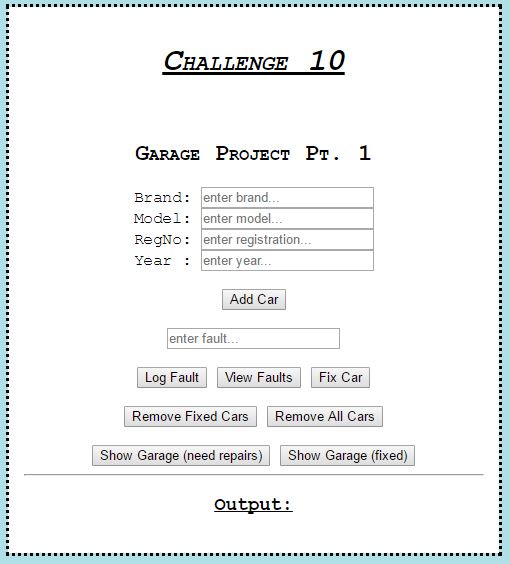 Challenge 10
Garage Project Pt. 1
Brand: enter brand...
Model: enter model...
RegNo: enter registration...
Year : enter year...
Add Car
enter fault...
Log Fault View Faults Fix Car
Remove Fixed Cars Remove All Cars
Show Garage (need repairs) Show Garage (fixed)
Output: